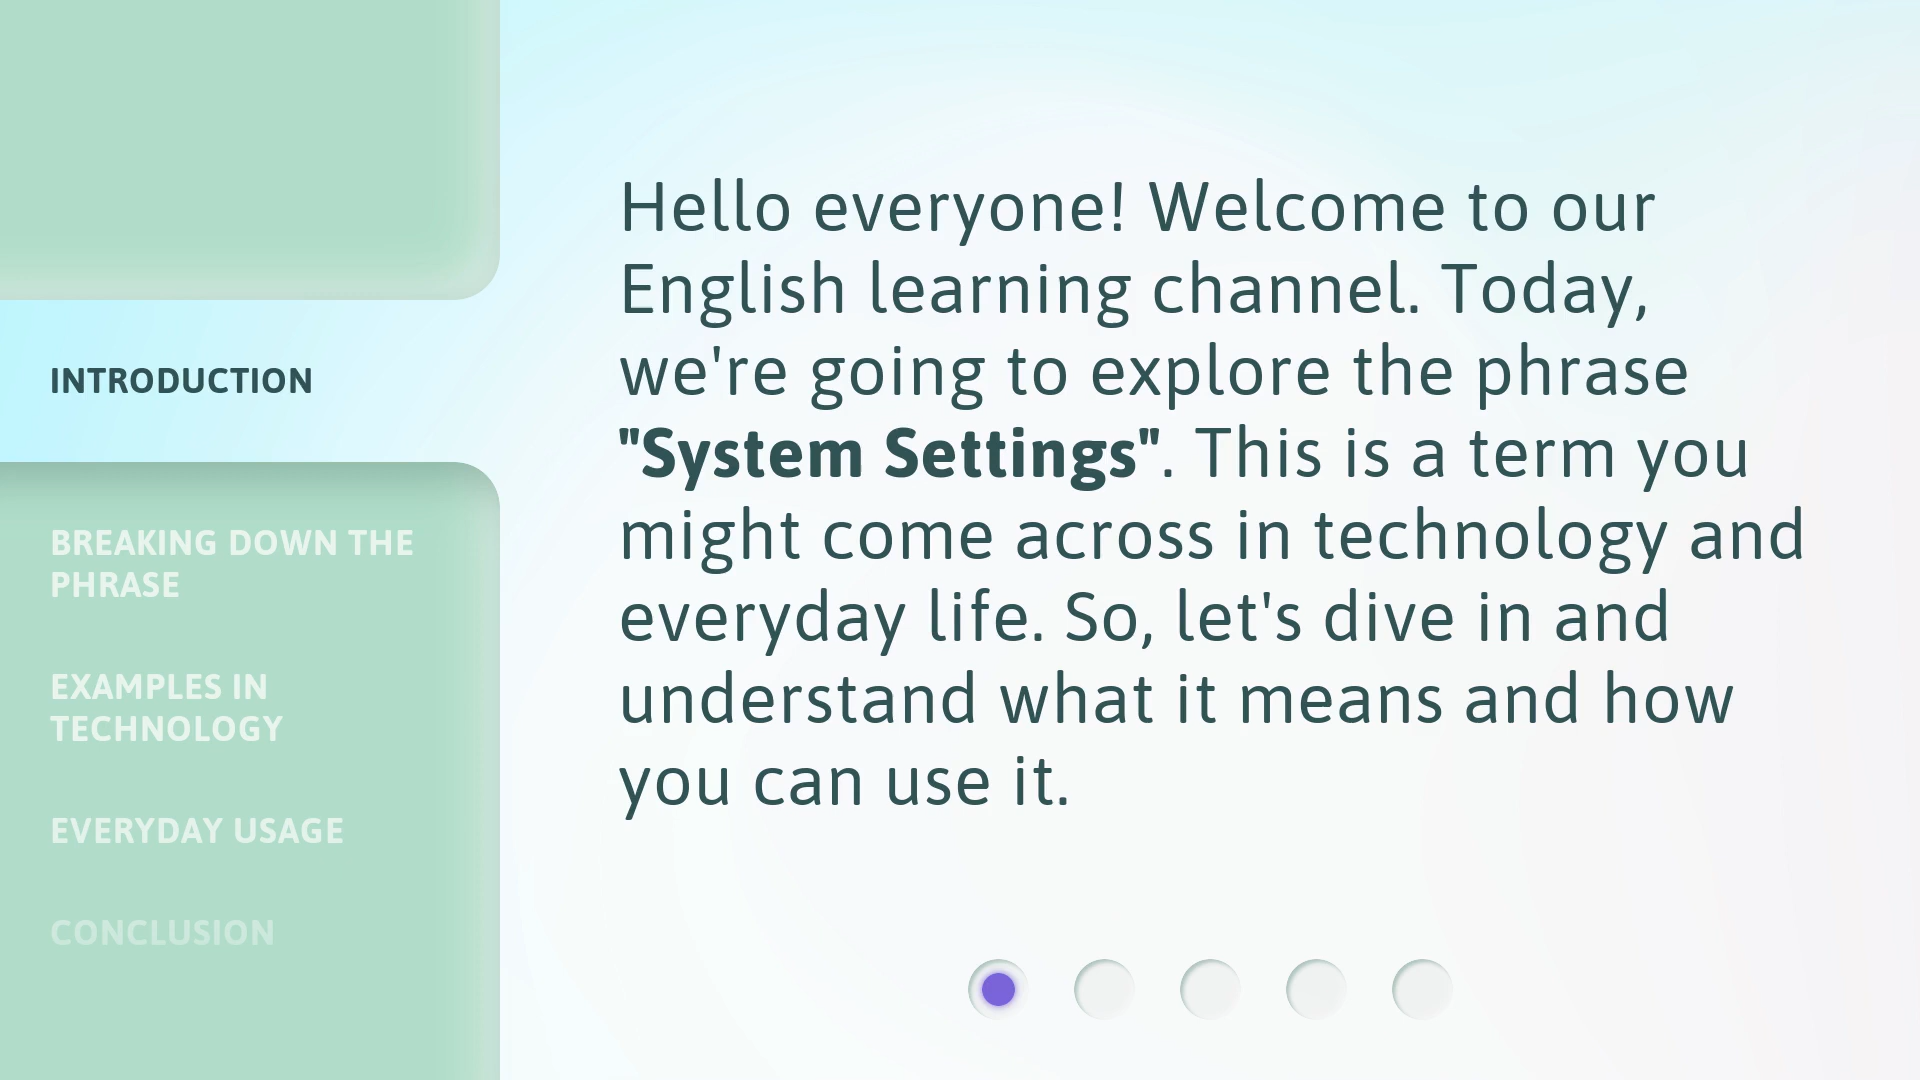 INTRODUCTION
BREAKING DOWN THE
PHRASE
EXAMPLES IN
TECHNOLOGY
EVERYDAY USAGE
CONCLUSION
Hello everyone! Welcome to our
English learning channel. Today,
we're going to explore the phrase
"System Settings". This is a term you
might come across in technology and
everyday life. So, let's dive in and
understand what it means and how
you can use it.